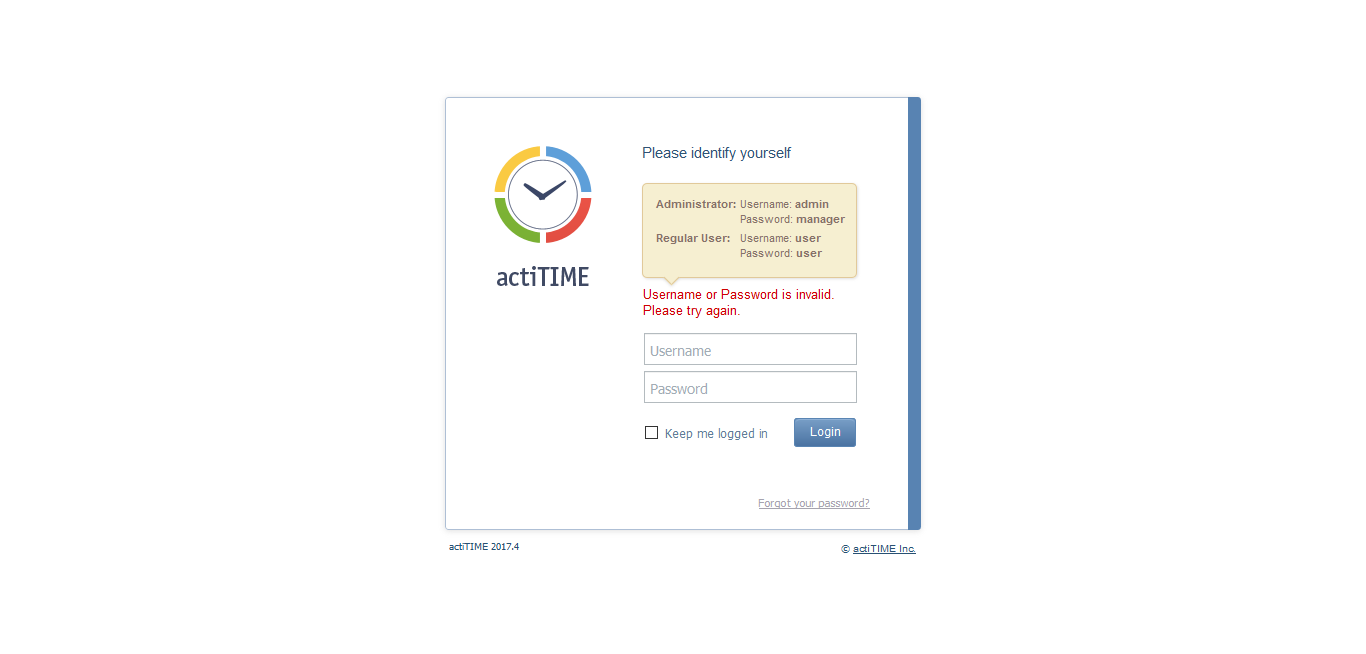 Please identify yourself
Administrator: Username: admin
Password: manager
Regular User: Username: user
Password: user
actiTIME
Username or Password is invalid.
Please try again.
Username
Password
Keep me logged in Login
Forgot your password?
actiTIME 2017.4 © actiTIME Inc.